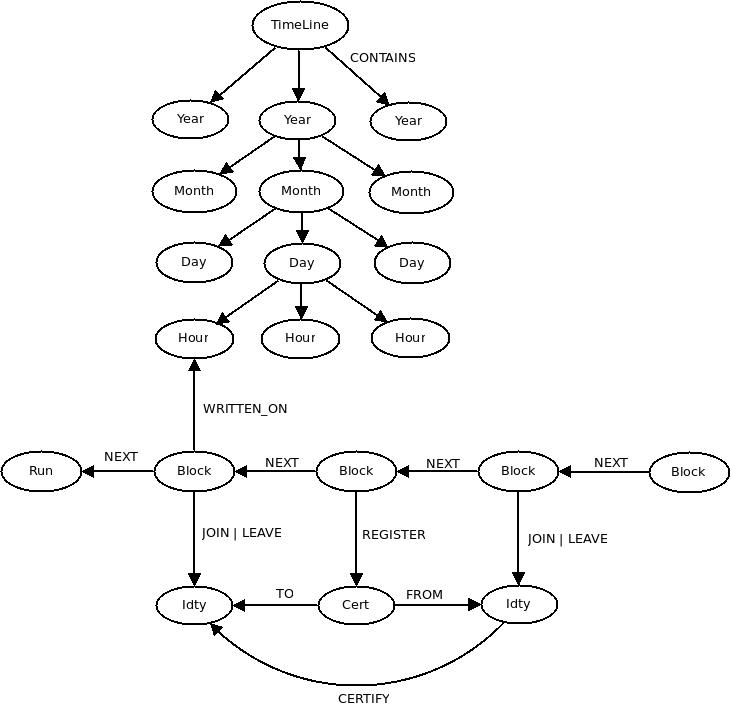 TimeLine
CONTAINS
Year
Year
Year
Month
Month
Month
Day
Day
Day
Hour
Hour
Hour
WRITTEN_ON
Run
NEXT
Block
NEXT
Block
NEXT
Block
NEXT
Block
JOIN | LEAVE
REGISTER
JOIN | LEAVE
Idty
TO
Cert
FROM
Idty
CERTIFY